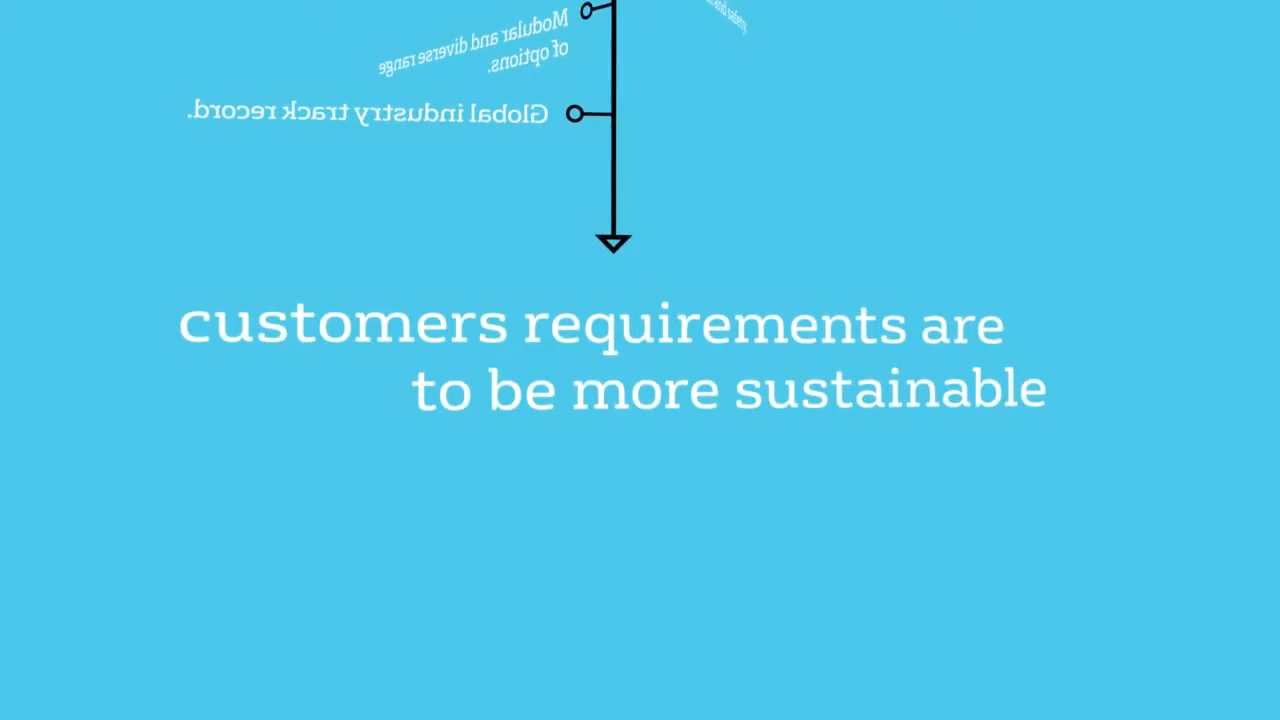 Modular and diverse range
of options.
Global industry track record.
customers requirements are
to be more sustainable